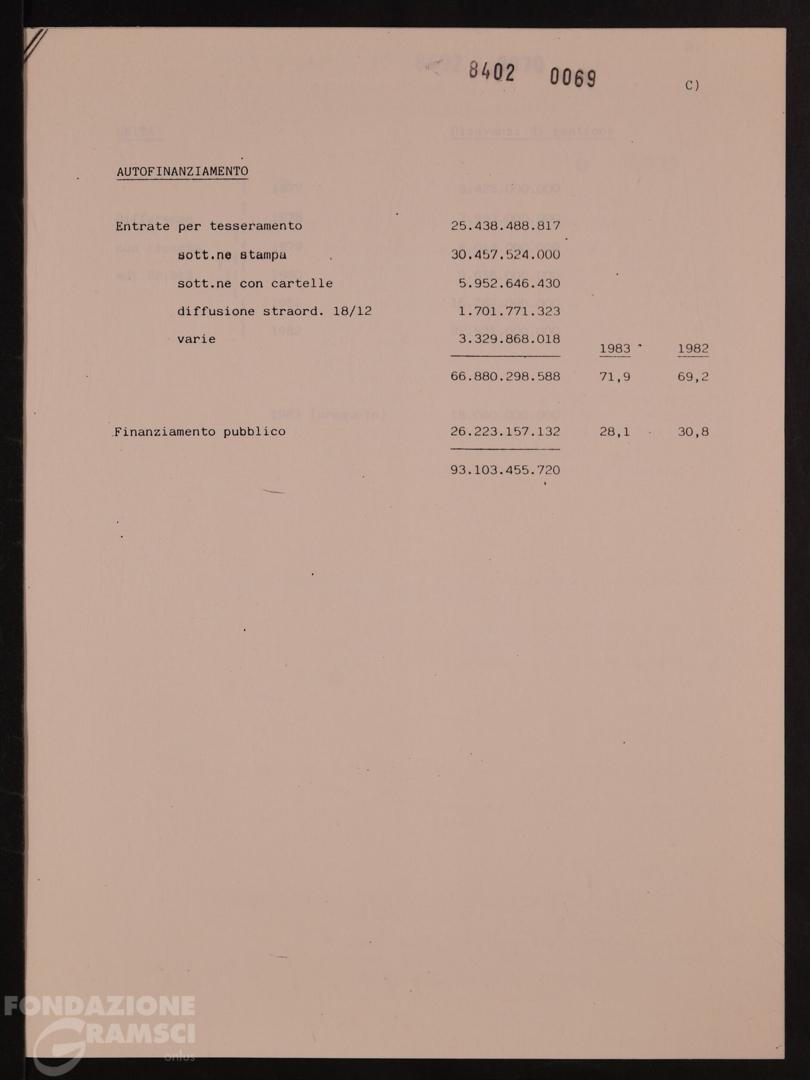 8402 0069
C)
AUTOFINANZIAMENTO
Entrate per tesseramento 25.438.488.817
sott.ne stampa 30.457.524.000
sott.ne con cartelle 5.952.646.430
diffusione straord. 18/12 1.701.771.323
varie 3.329.868.018
1983 1982
66.880.298.588 71,9 69,2
Finanziamento pubblico 26.223.157.132 28,1 30,8
93.103.455.720
FONDAZIONE
GRAMSCI
onlus